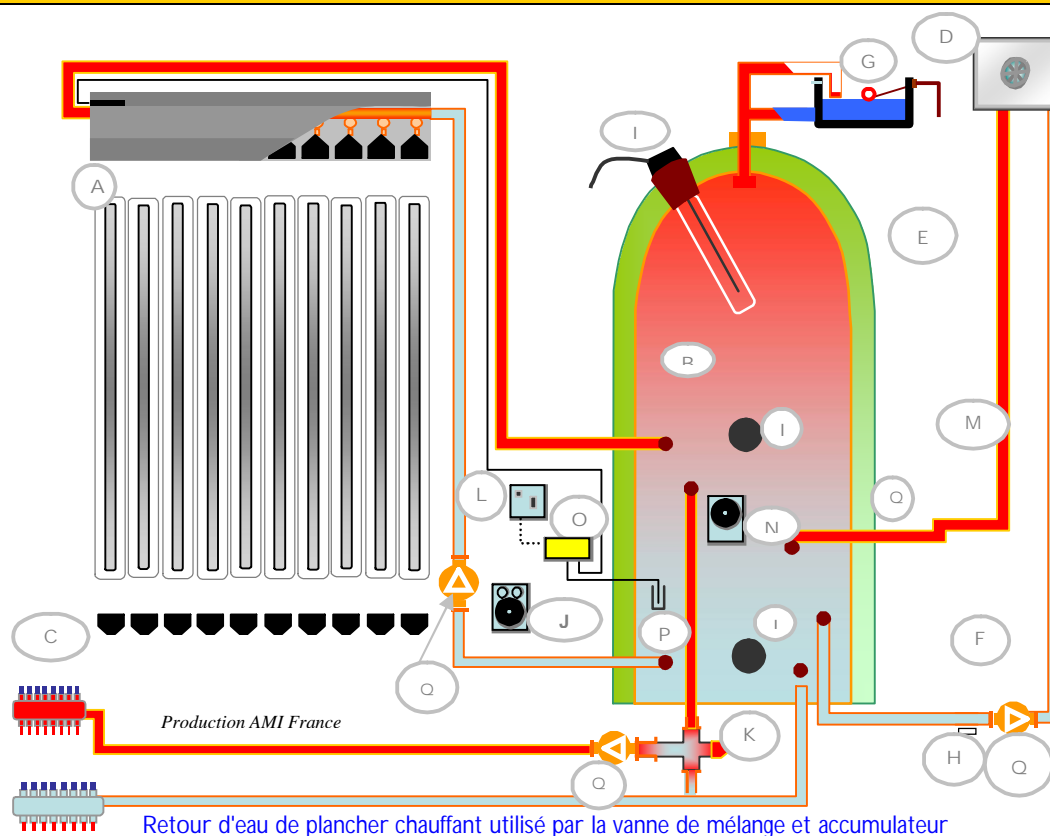 D
G
I
A
E
B
I
M
L
O
Q
N
J
P
I
C
F
Q
Production AMI France
K
H
Q
Q
Retour d'eau de plancher chauffant utilisé par la vanne de mélange et accumulateur